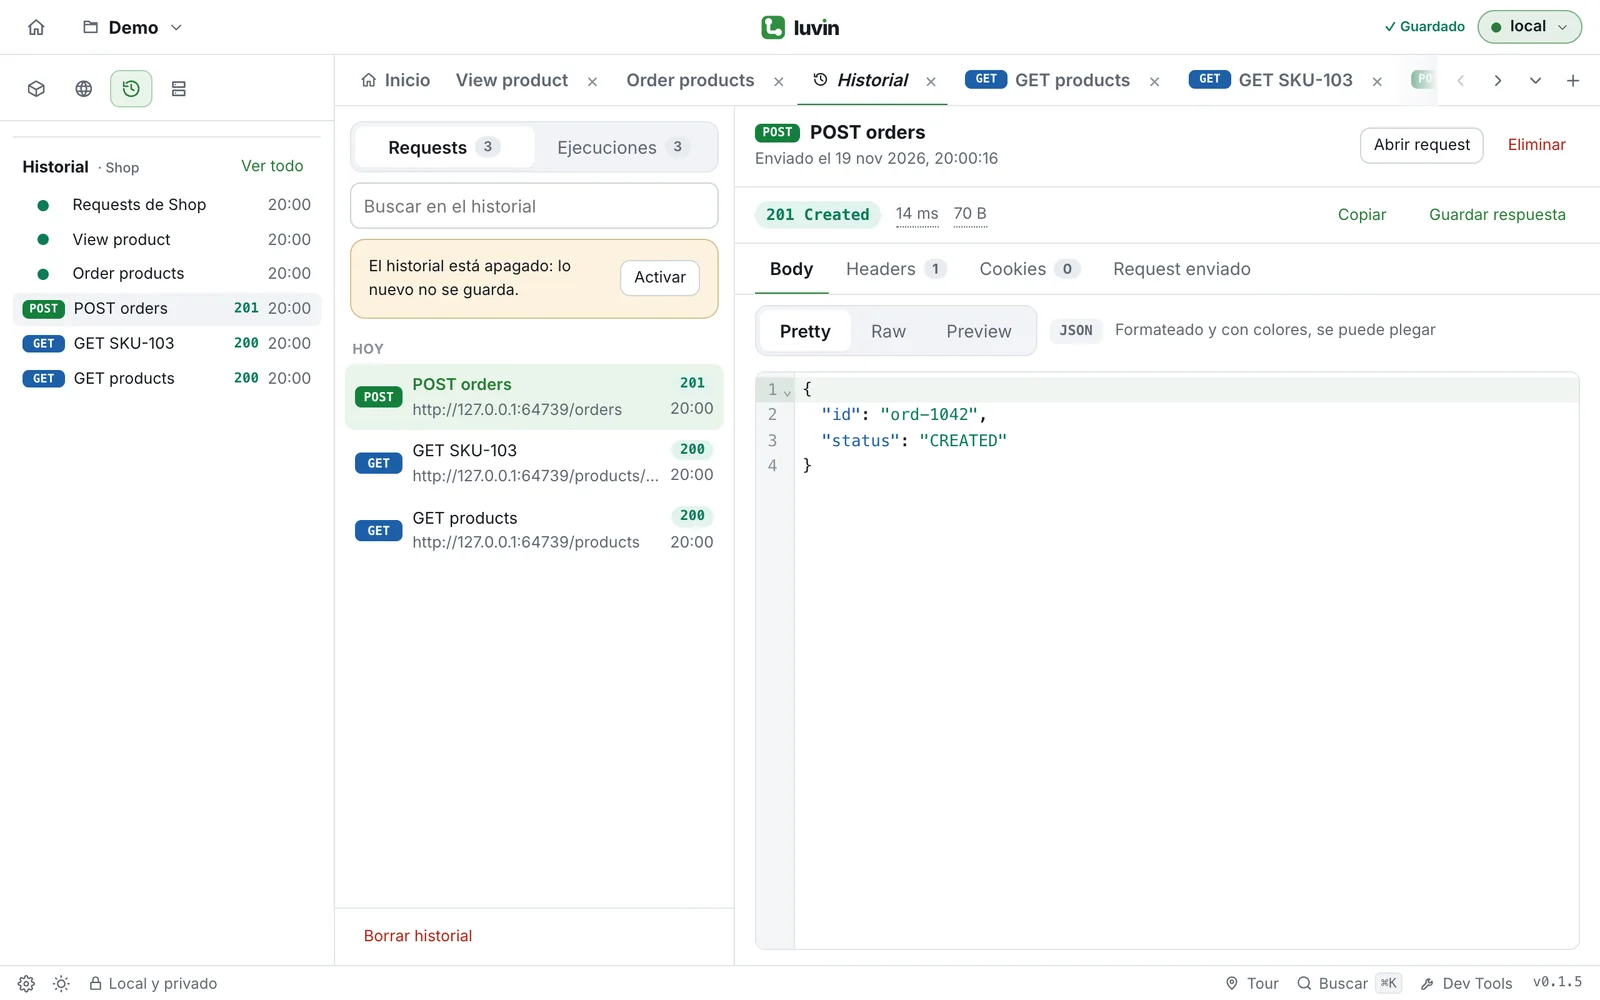 Demo
luvin
Guardado
local
Inicio
View product
Order products
Historial
GET GET products
GET GET SKU-103
Historial · Shop
Ver todo
Requests de Shop 20:00
View product 20:00
Order products 20:00
POST POST orders 201 20:00
GET GET SKU-103 200 20:00
GET GET products 200 20:00
Requests 3
Ejecuciones 3
Buscar en el historial
El historial está apagado: lo
nuevo no se guarda.
Activar
HOY
POST POST orders 201
http://127.0.0.1:64739/orders 20:00
GET GET SKU-103 200
http://127.0.0.1:64739/products/... 20:00
GET GET products 200
http://127.0.0.1:64739/products 20:00
Borrar historial
POST POST orders
Enviado el 19 nov 2026, 20:00:16
Abrir request
Eliminar
201 Created 14 ms 70 B
Copiar
Guardar respuesta
Body
Headers 1
Cookies 0
Request enviado
Pretty
Raw
Preview
JSON
Formateado y con colores, se puede plegar
1 {
2 "id": "ord-1042",
3 "status": "CREATED"
4 }
Local y privado
Tour
Buscar ⌘K
Dev Tools
v0.1.5